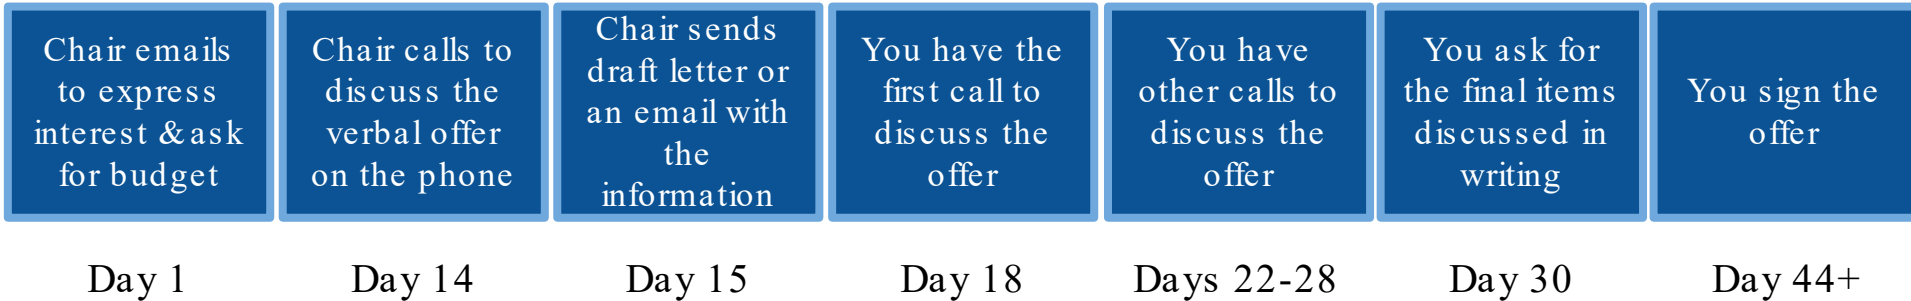 Chair emails
to express
interest & ask
for budget
Chair calls to
discuss the
verbal offer
on the phone
Chair sends
draft letter or
an email with
the
information
You have the
first call to
discuss the
offer
You have
other calls to
discuss the
offer
You ask for
the final items
discussed in
writing
You sign the
offer
Day 1
Day 14
Day 15
Day 18
Days 22-28
Day 30
Day 44+